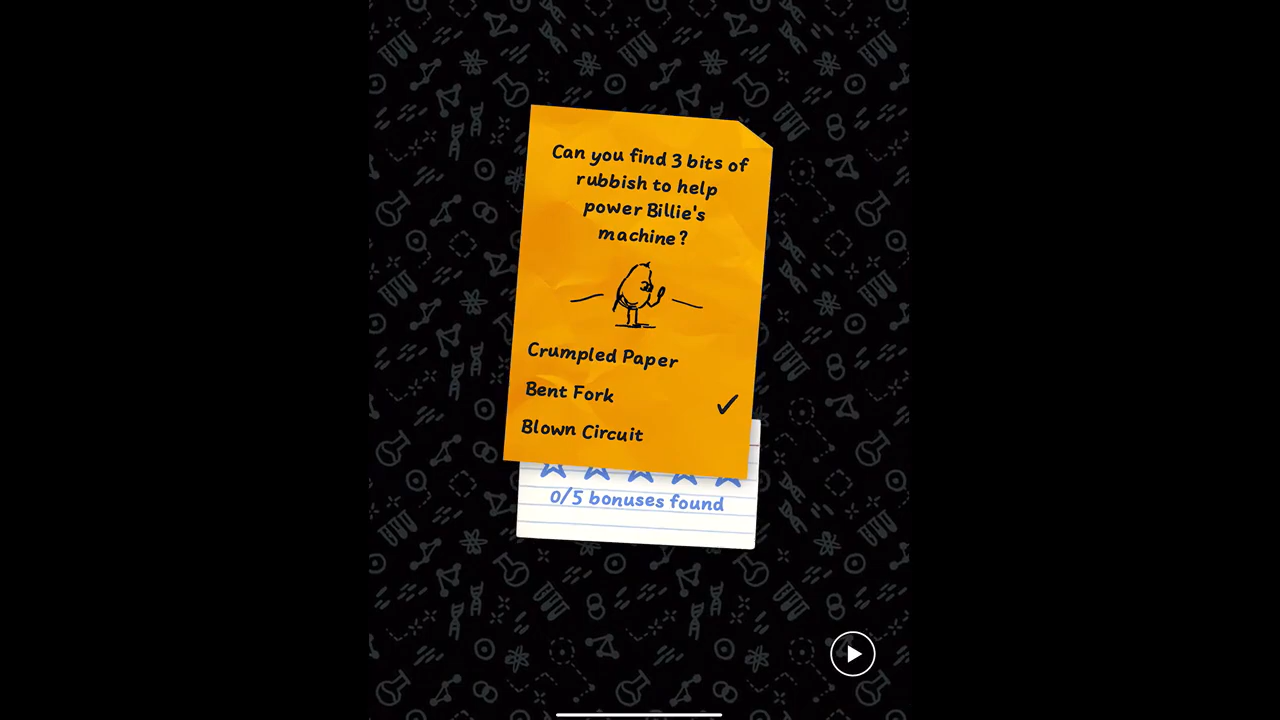 Can you find 3 bits of
rubbish to help
power Billie's
machine?
Crumpled Paper
Bent Fork
Blown Circuit
0/5 bonuses found